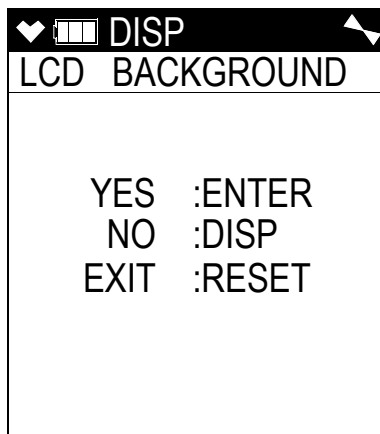 DISP
LCD BACKGROUND
YES :ENTER
NO :DISP
EXIT :RESET